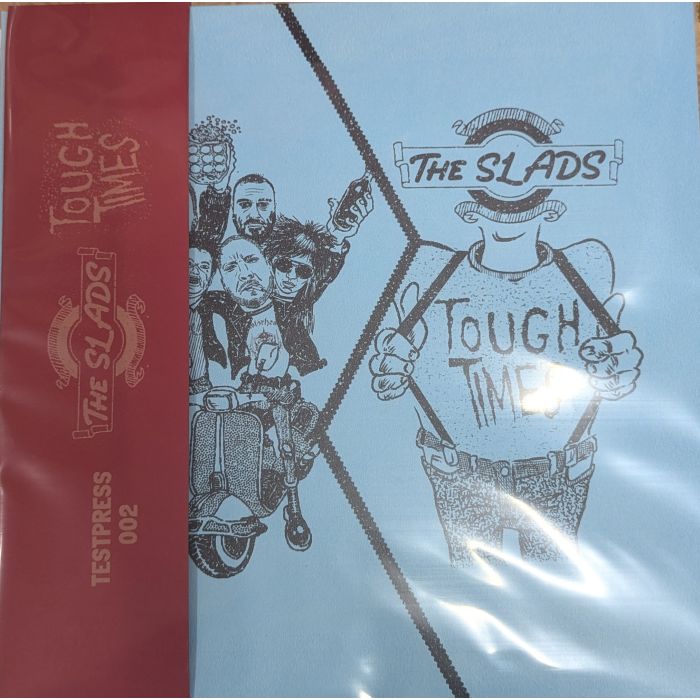 TOUGH
TIMES
THE SLADS
TESTPRESS
002
THE SLADS
TOUGH
TIMES